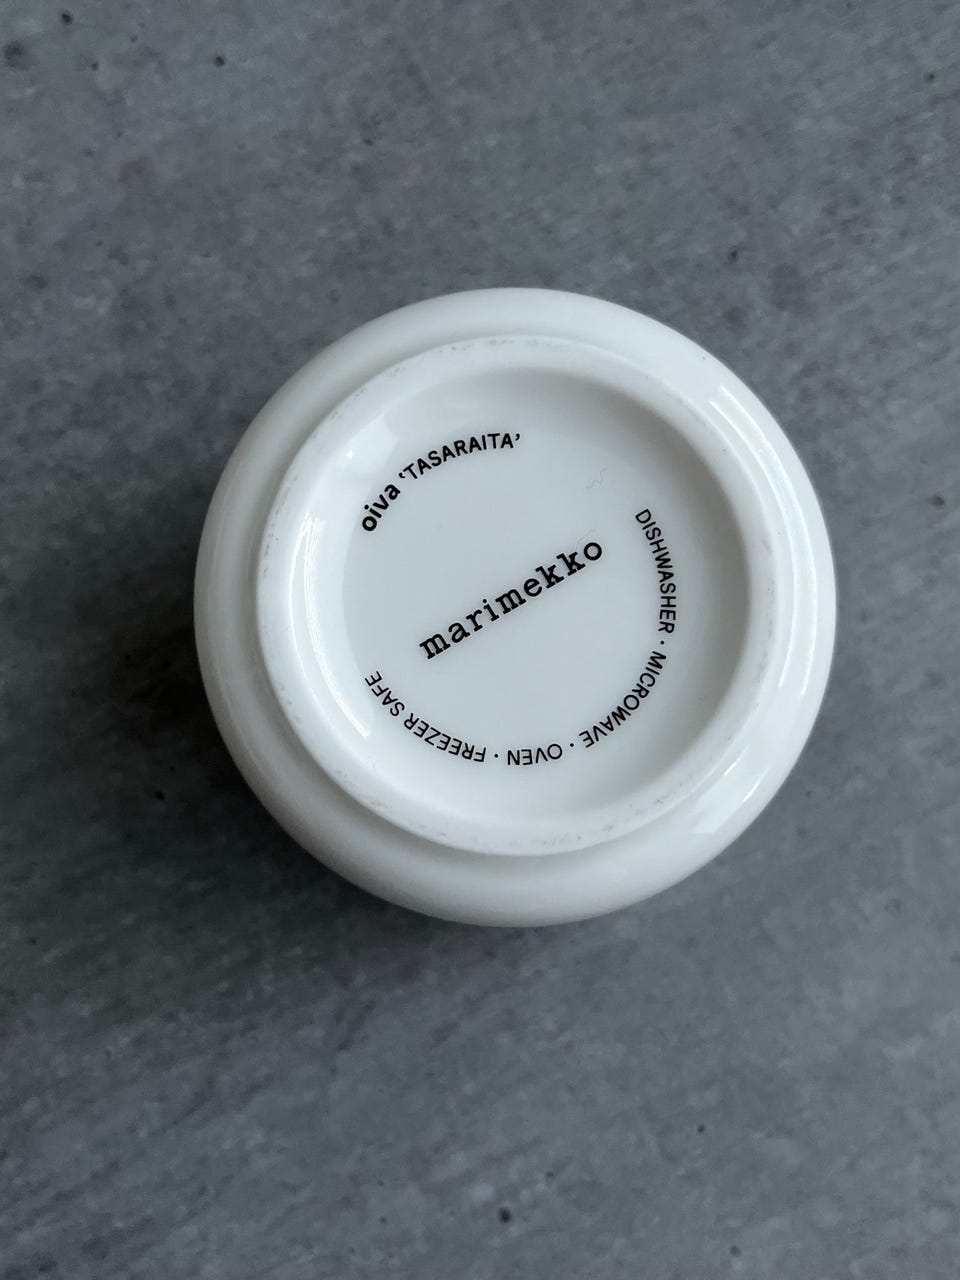 oiva ‘TASARAITA’
marimekko
DISHWASHER · MICROWAVE · OVEN · FREEZER SAFE